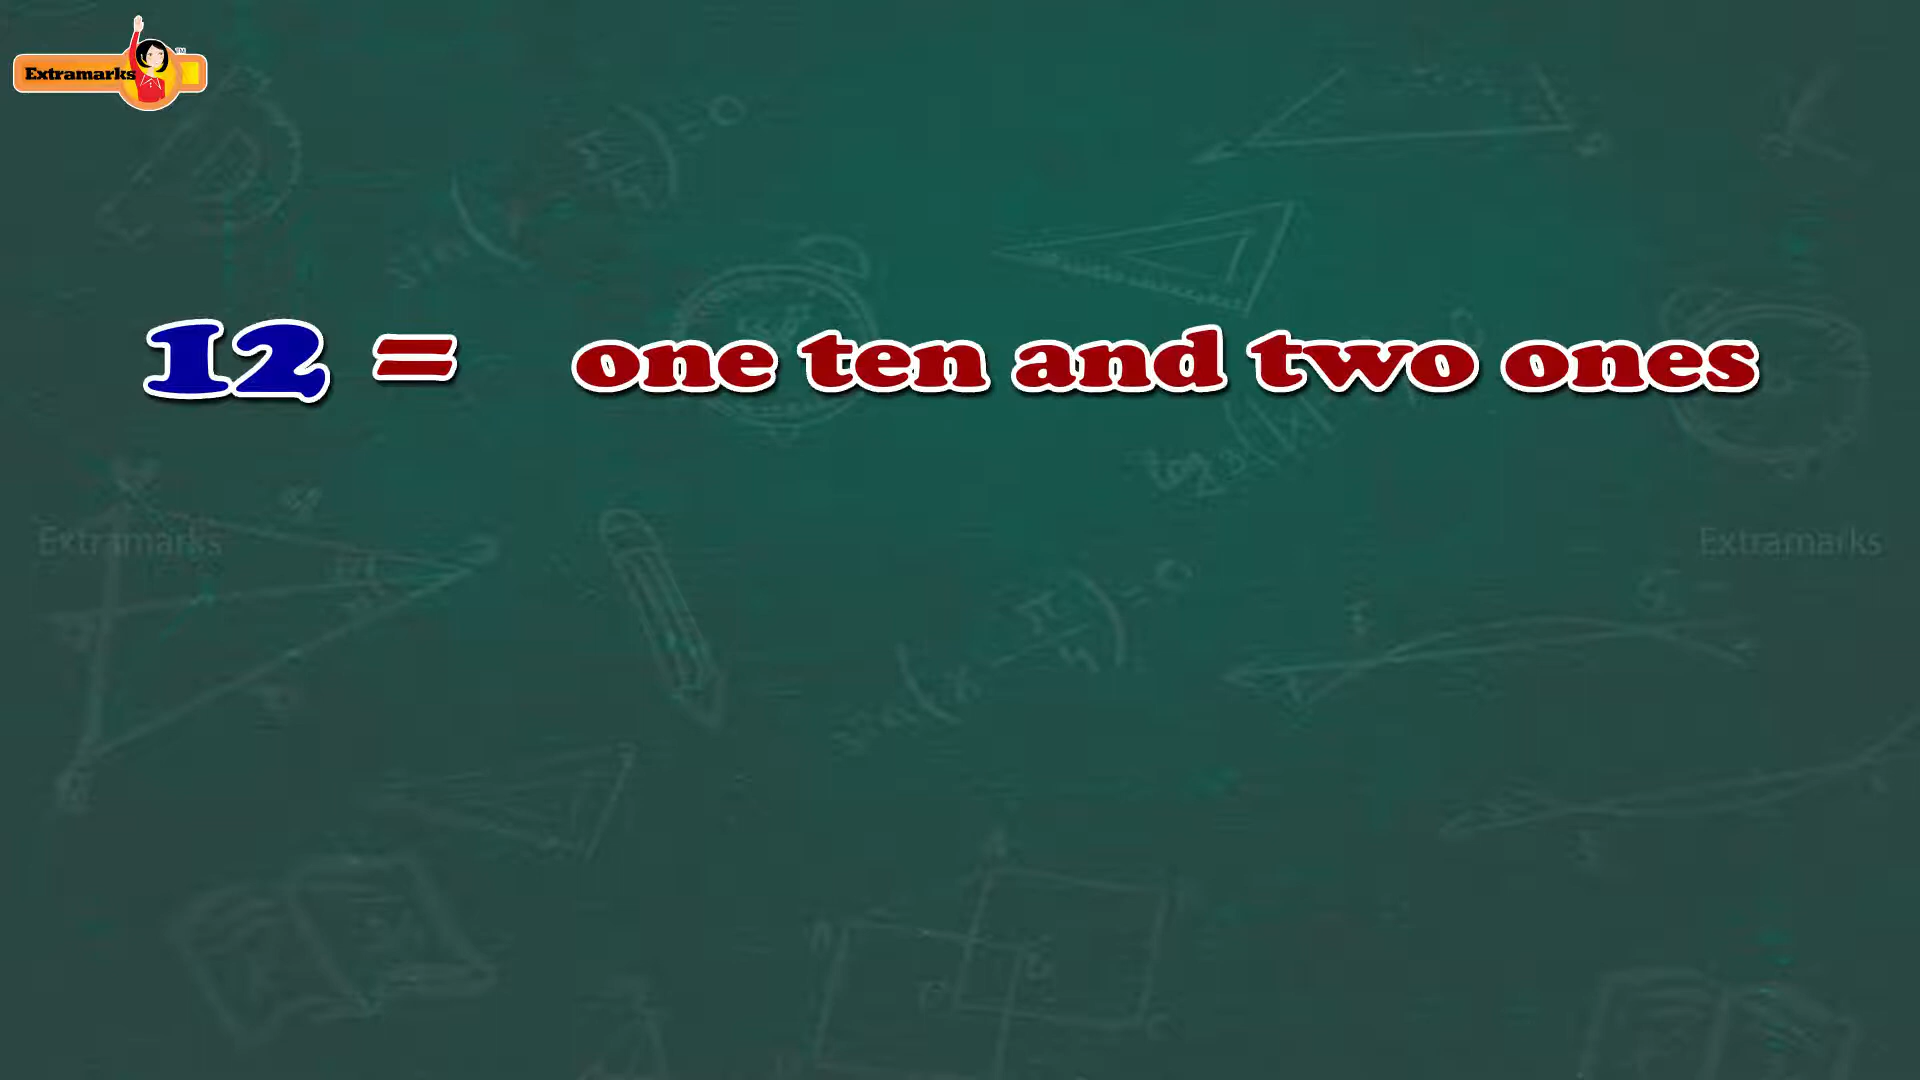 Extramarks
12 = one ten and two ones
Extramarks
Extramarks